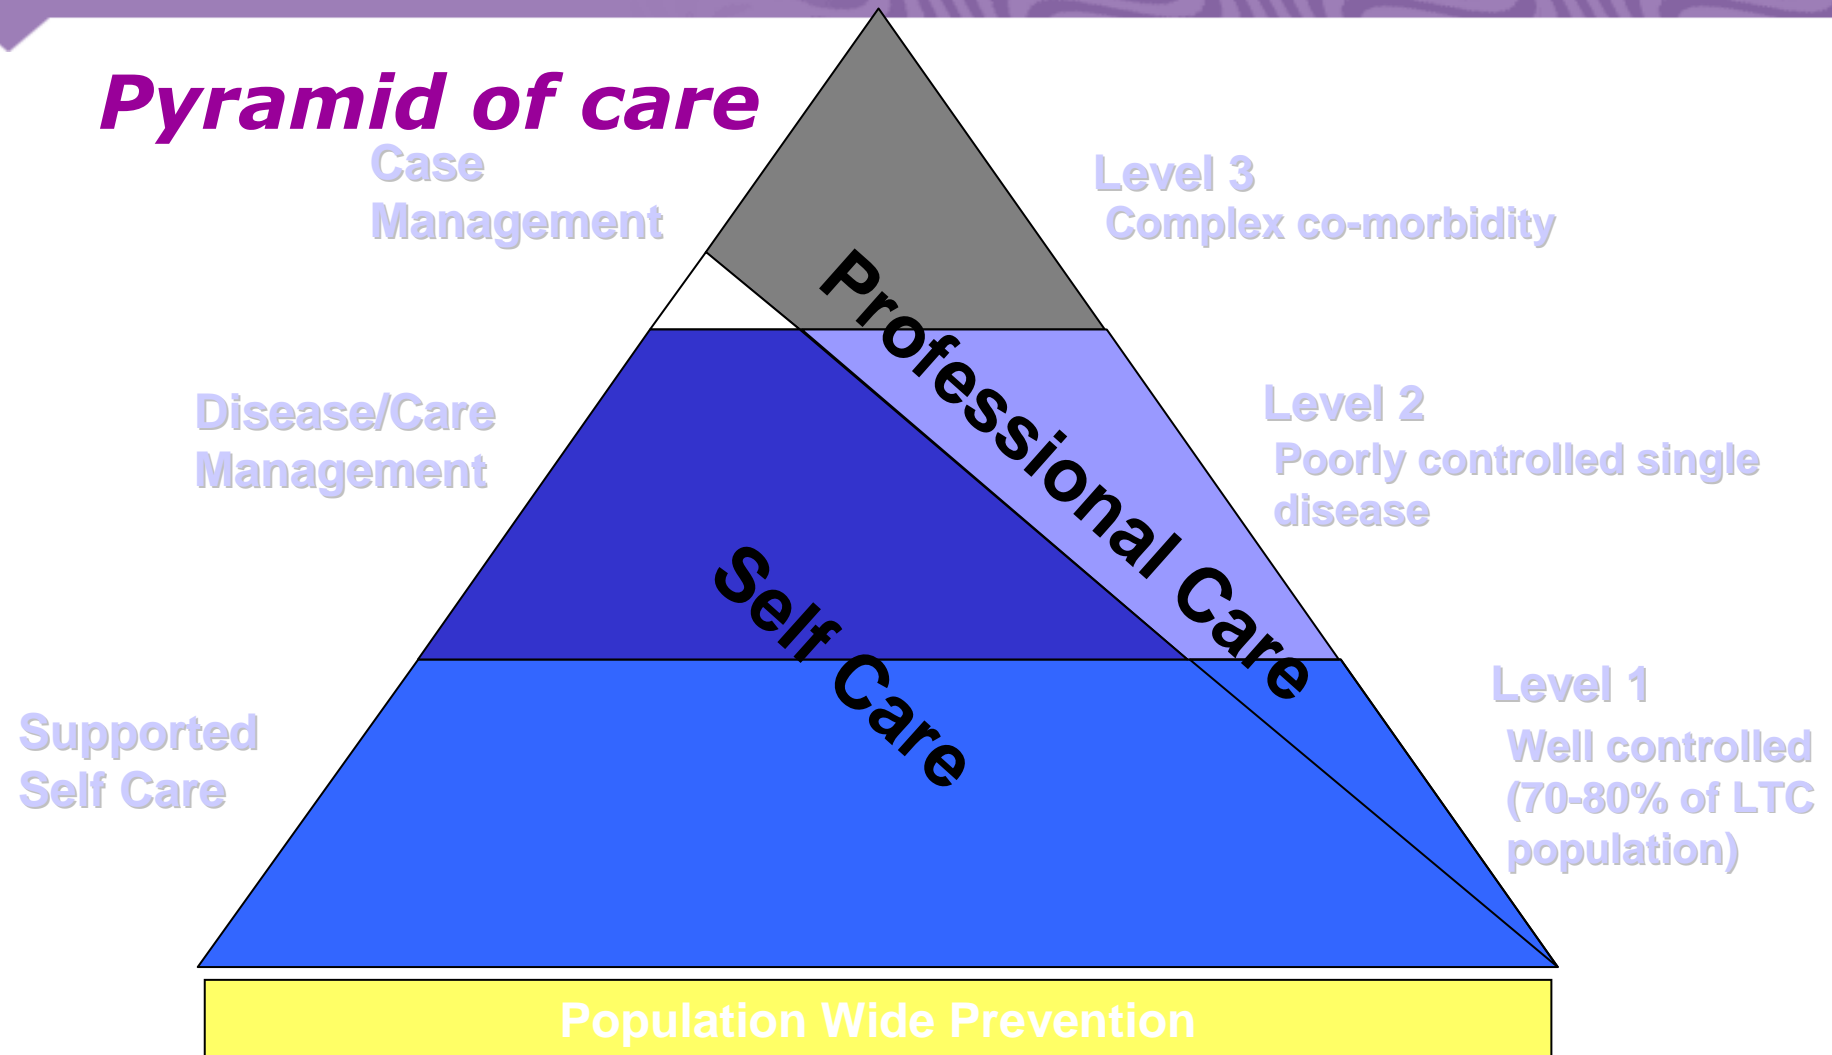 Pyramid of care
Case
Management
Level 3
Complex co-morbidity
Professional Care
Disease/Care
Management
Level 2
Poorly controlled single
disease
Self Care
Supported
Self Care
Level 1
Well controlled
(70-80% of LTC
population)
Population Wide Prevention